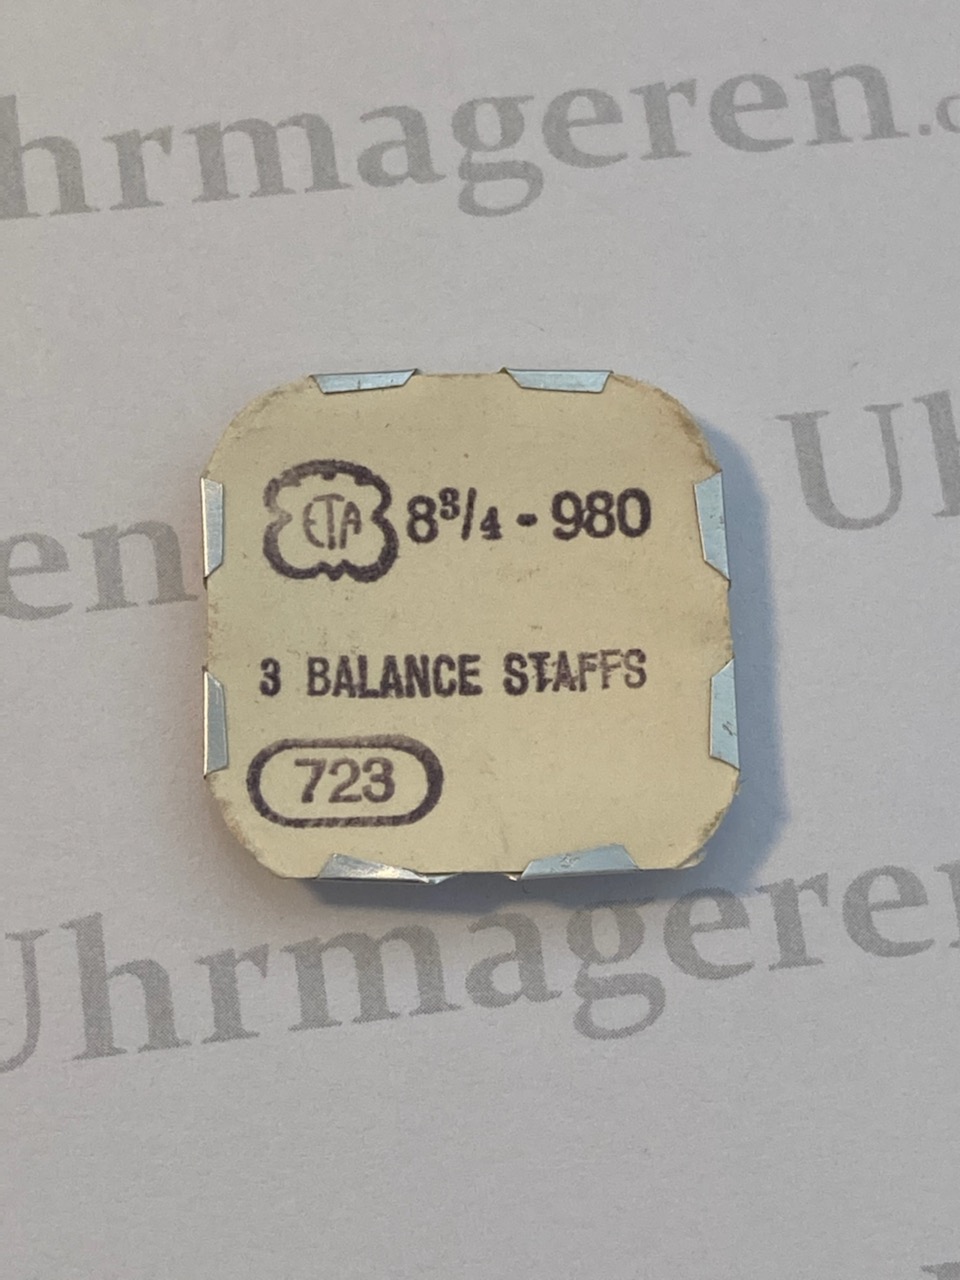 Uhrmageren.
Uh
en
ETA 8¾ - 980
3 BALANCE STAFFS
723
Uhrmageren